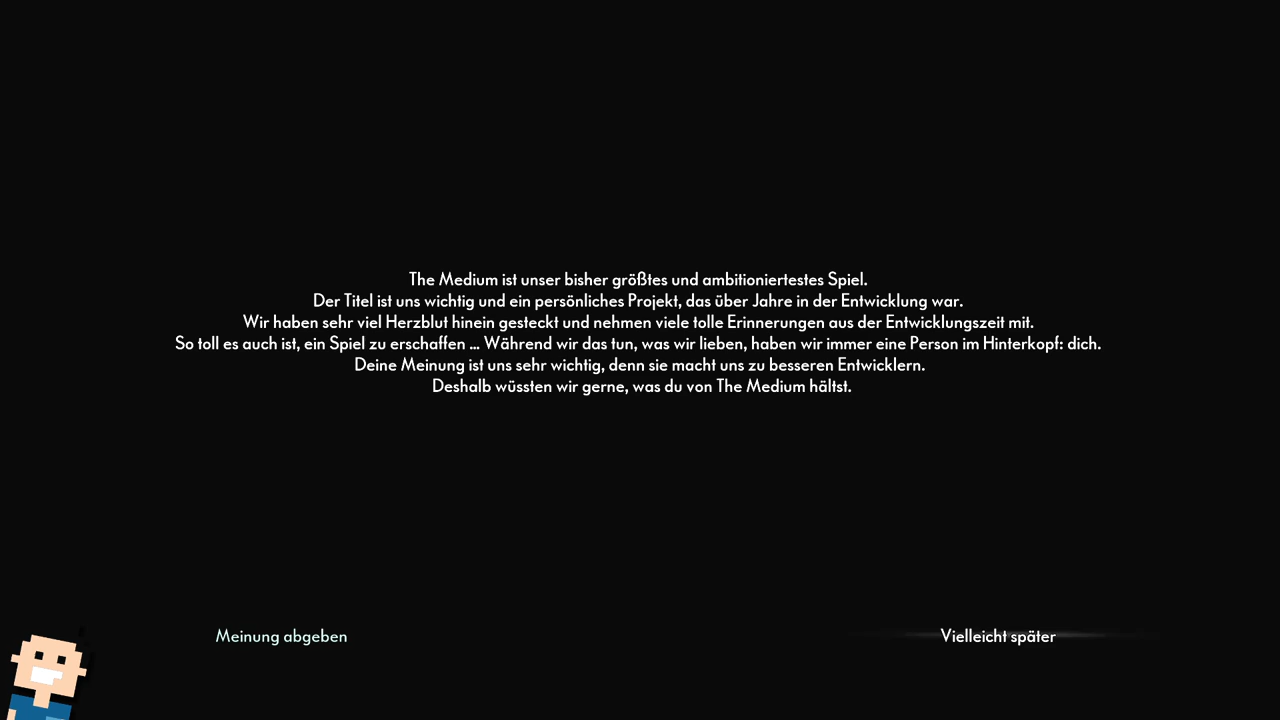 The Medium ist unser bisher größtes und ambitioniertestes Spiel.
Der Titel ist uns wichtig und ein persönliches Projekt, das über Jahre in der Entwicklung war.
Wir haben sehr viel Herzblut hinein gesteckt und nehmen viele tolle Erinnerungen aus der Entwicklungszeit mit.
So toll es auch ist, ein Spiel zu erschaffen ... Während wir das tun, was wir lieben, haben wir immer eine Person im Hinterkopf: dich.
Deine Meinung ist uns sehr wichtig, denn sie macht uns zu besseren Entwicklern.
Deshalb wüssten wir gerne, was du von The Medium hältst.
Meinung abgeben
Vielleicht später